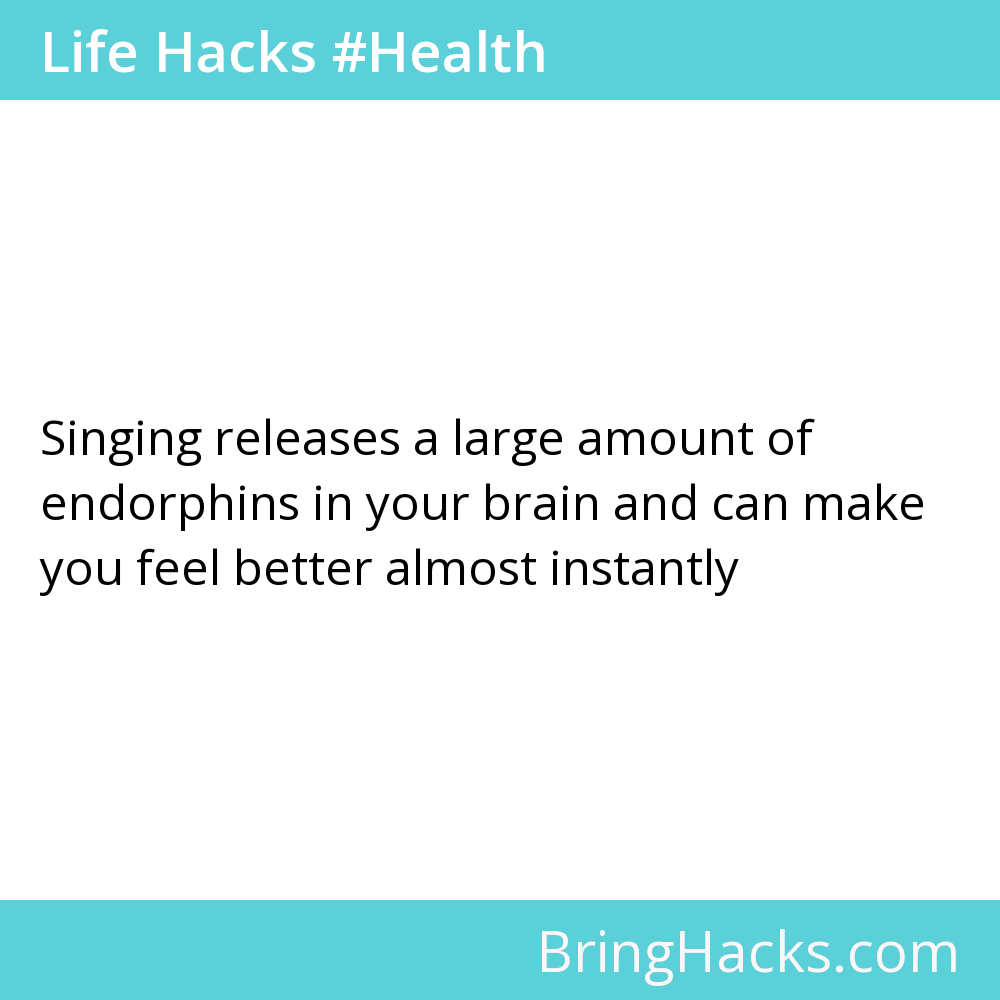 Life Hacks #Health
Singing releases a large amount of
endorphins in your brain and can make
you feel better almost instantly
BringHacks.com